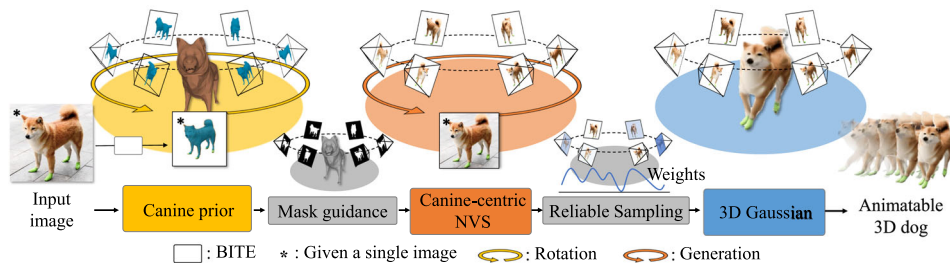 *
*
*
Weights
Input
image
Canine prior
Mask guidance
Canine-centric
NVS
Reliable Sampling
3D Gaussian
Animatable
3D dog
: BITE
* : Given a single image
: Rotation
: Generation